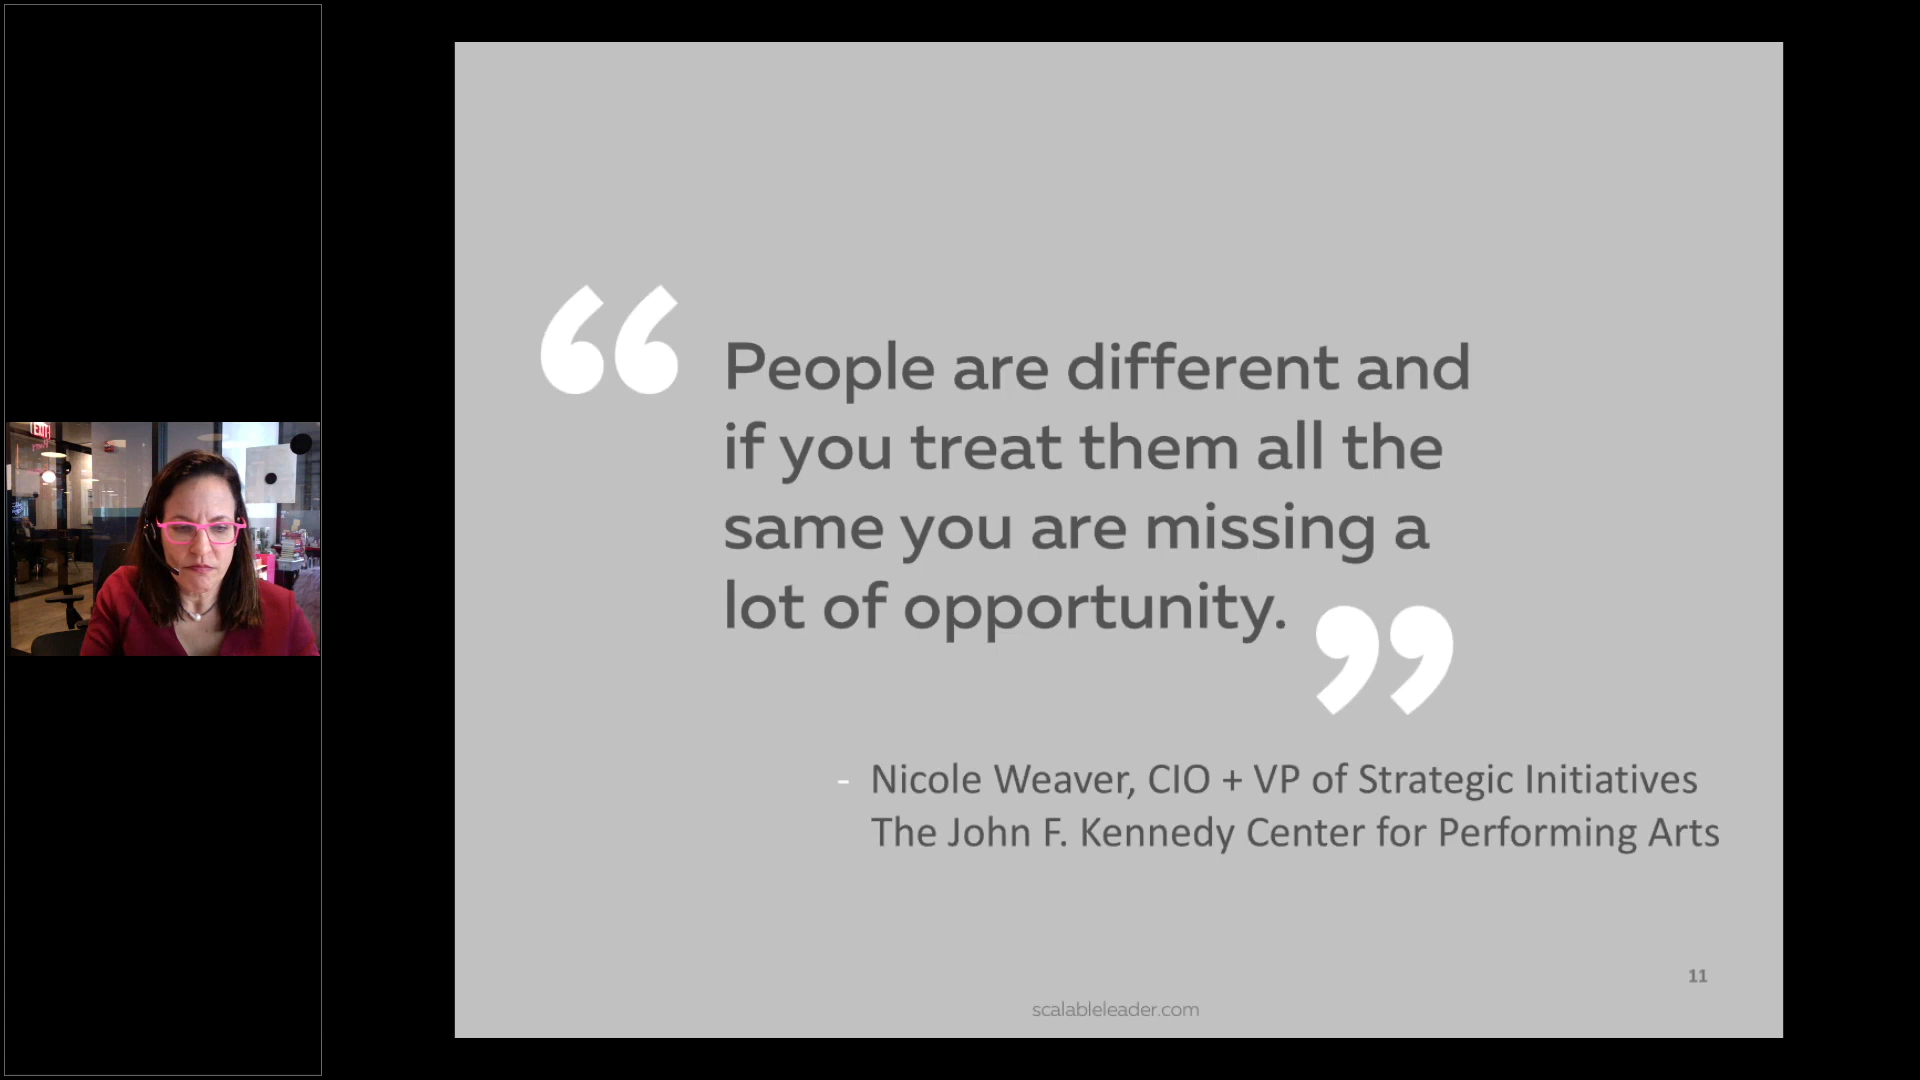 EXIT
People are different and
if you treat them all the
same you are missing a
lot of opportunity.
- Nicole Weaver, CIO + VP of Strategic Initiatives
The John F. Kennedy Center for Performing Arts
11
scalableleader.com